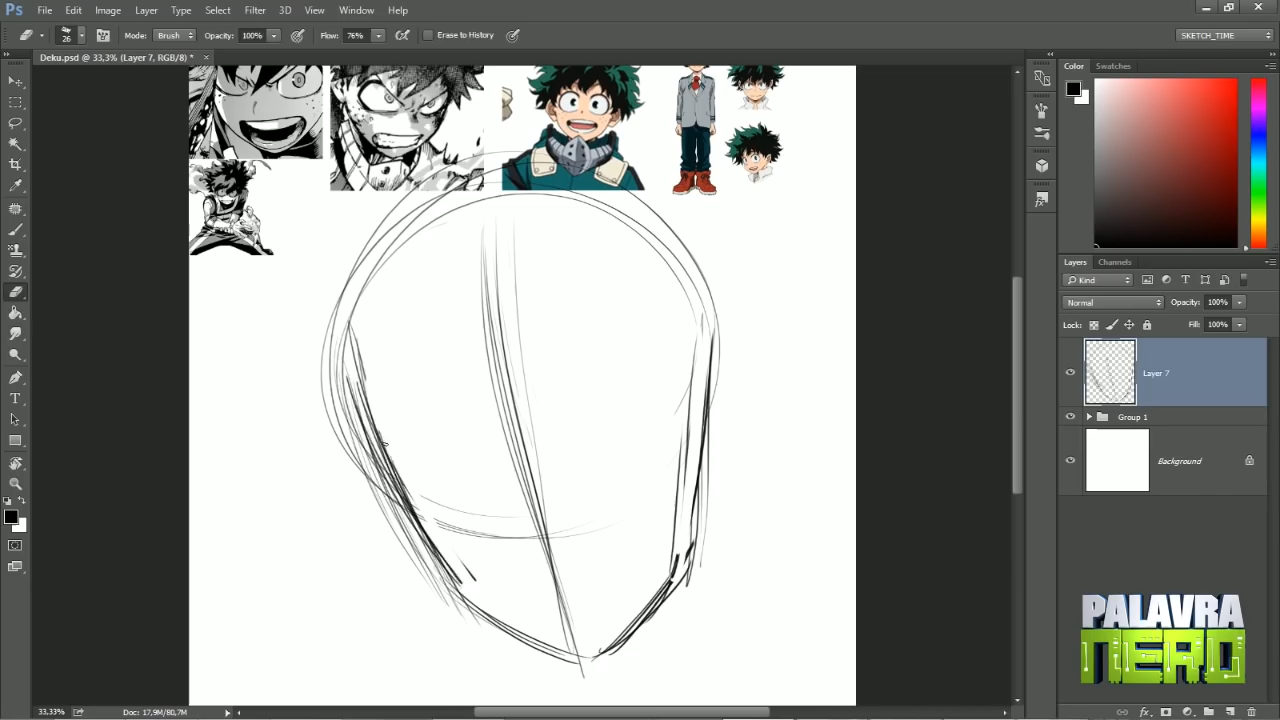 Ps File Edit Image Layer Type Select Filter 3D View Window Help
26 Mode: Brush Opacity: 100% Flow: 76% Erase to History SKETCH_TIME
Deku.psd @ 33,3% (Layer 7, RGB/8) * ×
Color Swatches
Layers Channels
Kind
Normal Opacity: 100%
Lock: Fill: 100%
Layer 7
Group 1
Background
PALAVRA
NERD
33,33% Doc: 17,9M/80,7M